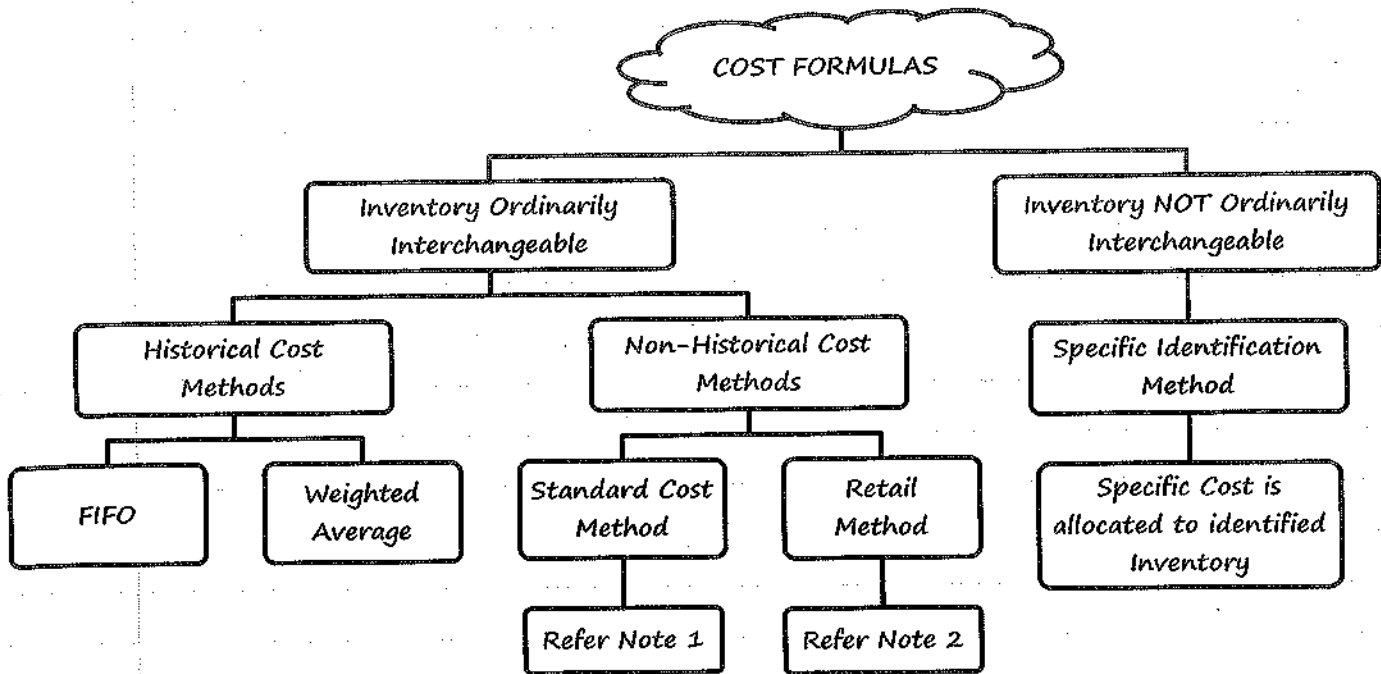 COST FORMULAS
Inventory Ordinarily
Interchangeable
Inventory NOT Ordinarily
Interchangeable
Historical Cost
Methods
Non-Historical Cost
Methods
Specific Identification
Method
FIFO
Weighted
Average
Standard Cost
Method
Retail
Method
Specific Cost is
allocated to identified
Inventory
Refer Note 1
Refer Note 2